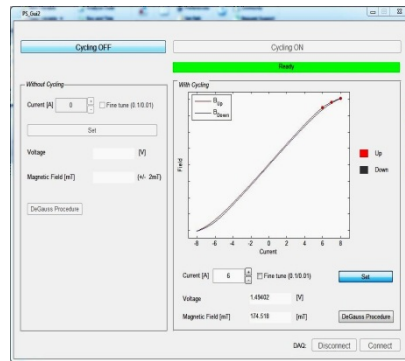 PS_Gui2
Cycling OFF
Cycling ON
Ready
Without Cycling
Current [A] 0 Fine tune (0.1/0.01)
Set
Voltage [V]
Magnetic Field [mT] (+/- 2mT)
DeGauss Procedure
With Cycling
B Up
B Down
Field
-8 -6 -4 -2 0 2 4 6 8
Current
Up
Down
Current [A] 6 Fine tune (0.1/0.01)
Set
Voltage 1.49402 [V]
Magnetic Field [mT] 174.518 [mT]
DeGauss Procedure
DAQ: Disconnect Connect